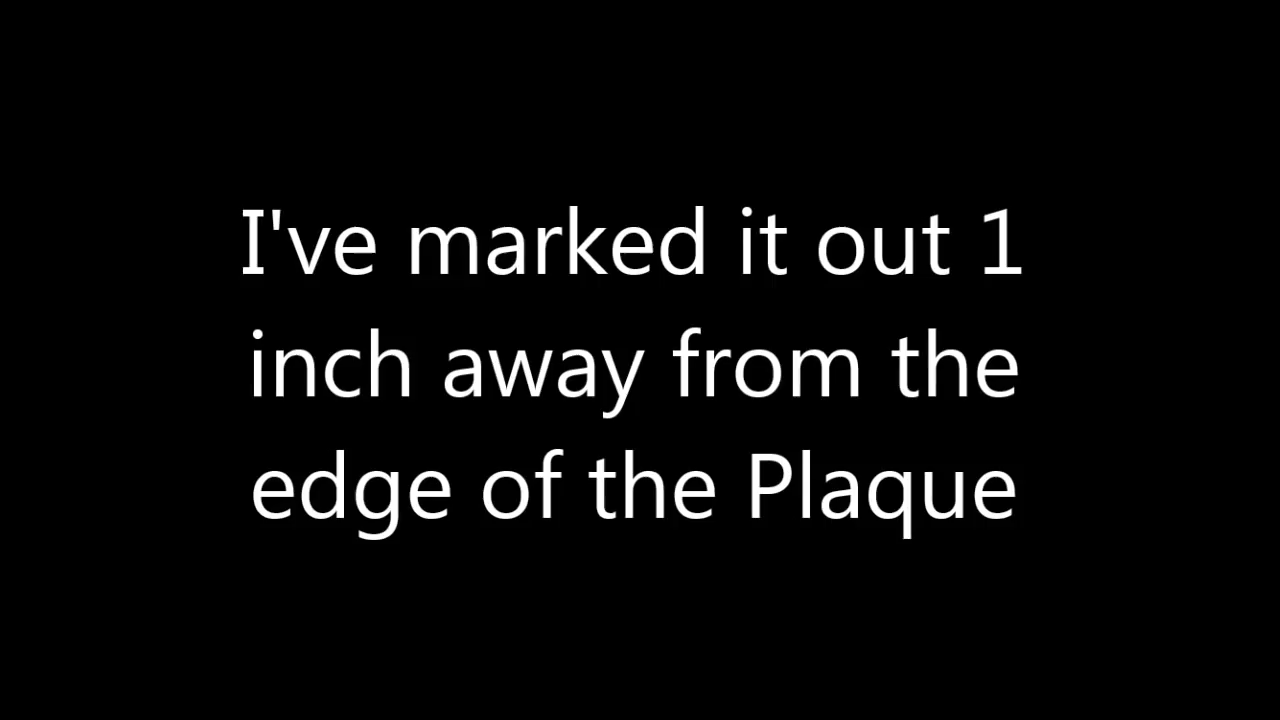 I've marked it out 1
inch away from the
edge of the Plaque